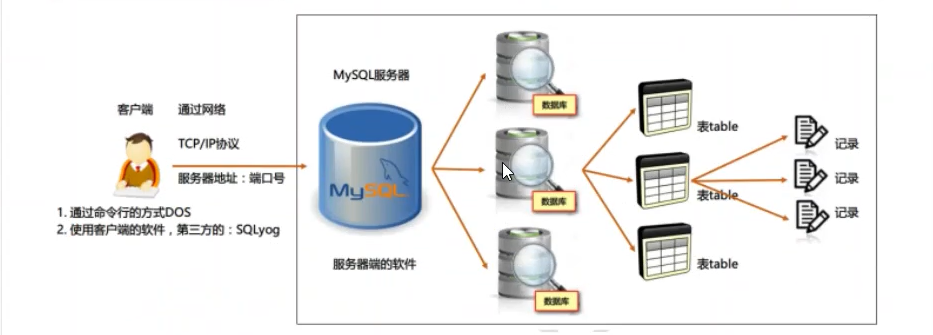 MySQL服务器
客户端
通过网络
TCP/IP协议
服务器地址：端口号
1. 通过命令行的方式DOS
2. 使用客户端的软件，第三方的：SQLyog
MySQL
服务器端的软件
数据库
数据库
数据库
表table
表table
表table
记录
记录
记录